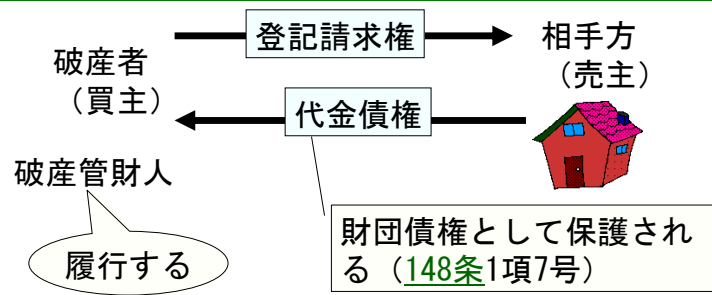 登記請求権
相手方
(売主)
破産者
(買主)
代金債権
破産管財人
履行する
財団債権として保護され
る（148条1項7号）